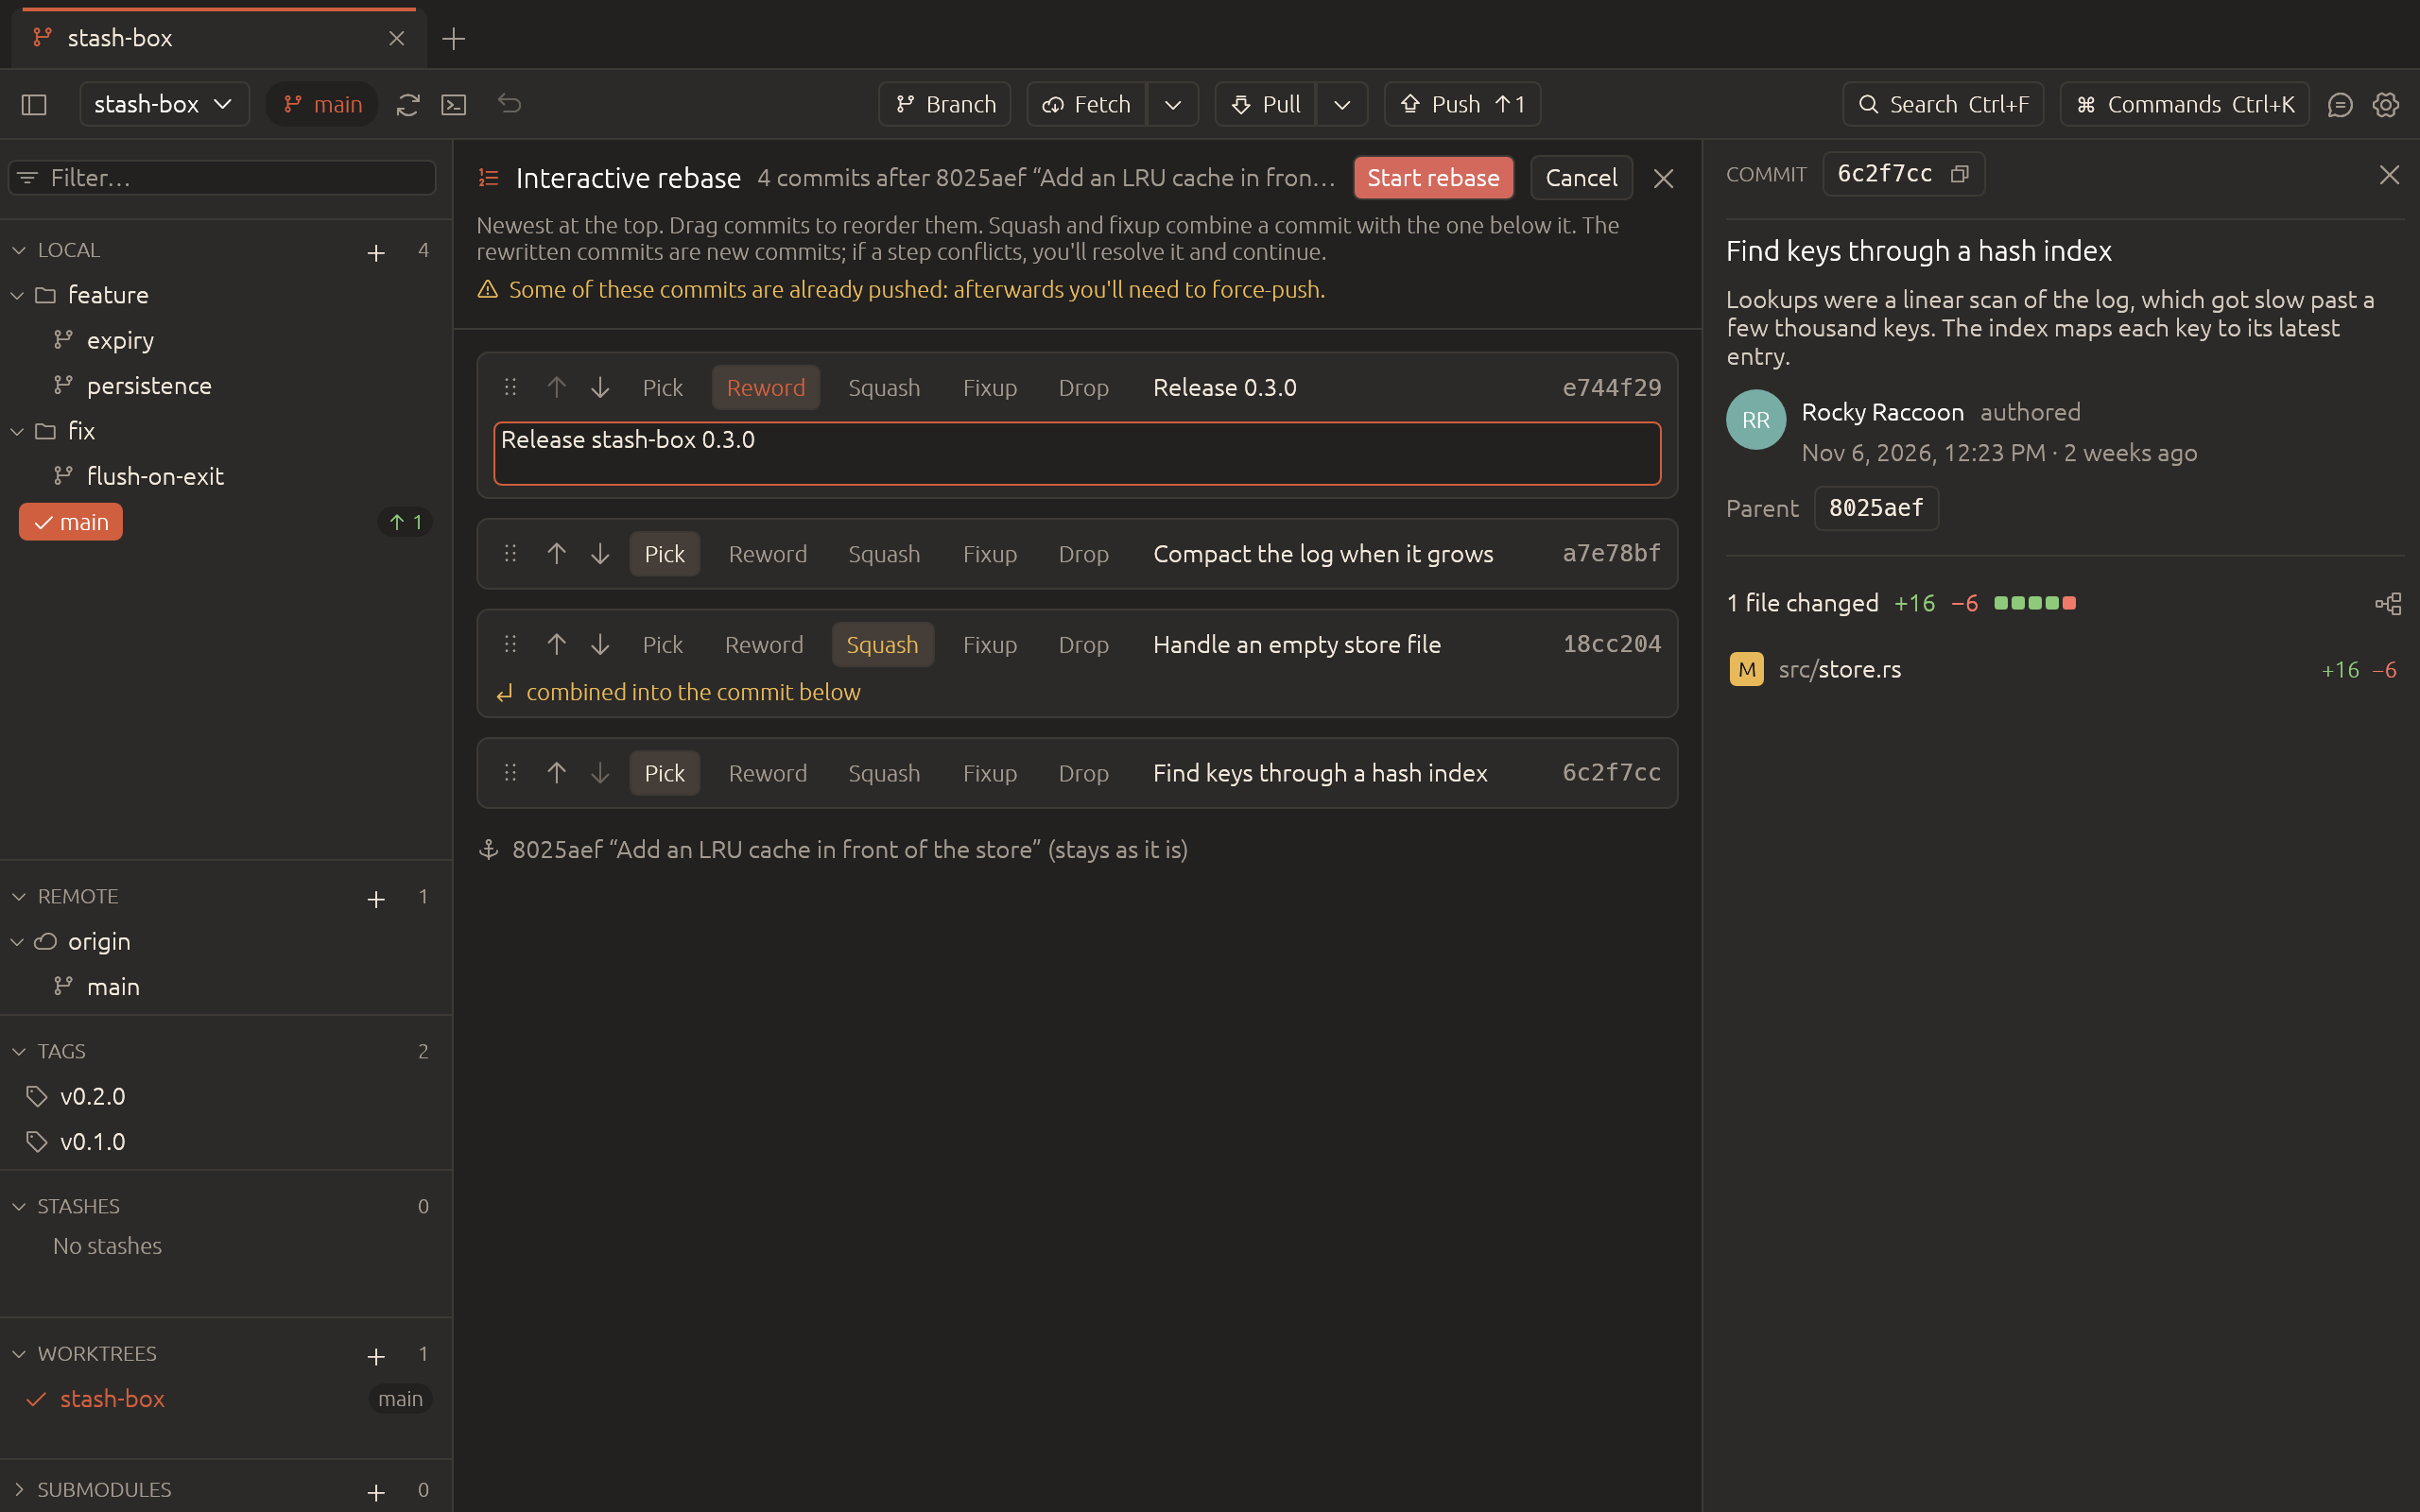 stash-box
stash-box
main
Branch
Fetch
Pull
Push ↑1
Search Ctrl+F
Commands Ctrl+K
Filter…
LOCAL 4
feature
expiry
persistence
fix
flush-on-exit
main ↑ 1
REMOTE 1
origin
main
TAGS 2
v0.2.0
v0.1.0
STASHES 0
No stashes
WORKTREES 1
stash-box main
SUBMODULES 0
Interactive rebase 4 commits after 8025aef “Add an LRU cache in fron… Start rebase Cancel
Newest at the top. Drag commits to reorder them. Squash and fixup combine a commit with the one below it. The
rewritten commits are new commits; if a step conflicts, you'll resolve it and continue.
Some of these commits are already pushed: afterwards you'll need to force-push.
Pick Reword Squash Fixup Drop Release 0.3.0 e744f29
Release stash-box 0.3.0
Pick Reword Squash Fixup Drop Compact the log when it grows a7e78bf
Pick Reword Squash Fixup Drop Handle an empty store file 18cc204
combined into the commit below
Pick Reword Squash Fixup Drop Find keys through a hash index 6c2f7cc
8025aef “Add an LRU cache in front of the store” (stays as it is)
COMMIT 6c2f7cc
Find keys through a hash index
Lookups were a linear scan of the log, which got slow past a
few thousand keys. The index maps each key to its latest
entry.
RR
Rocky Raccoon authored
Nov 6, 2026, 12:23 PM · 2 weeks ago
Parent 8025aef
1 file changed +16 −6
M src/store.rs +16 −6